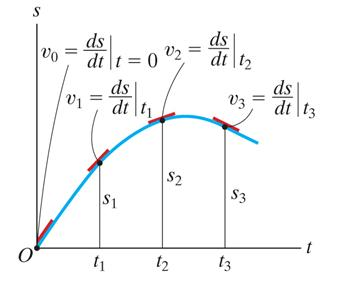 s
v₀ = ds/dt | t = 0
v₂ = ds/dt | t₂
v₁ = ds/dt | t₁
v₃ = ds/dt | t₃
s₁
s₂
s₃
O
t₁
t₂
t₃
t